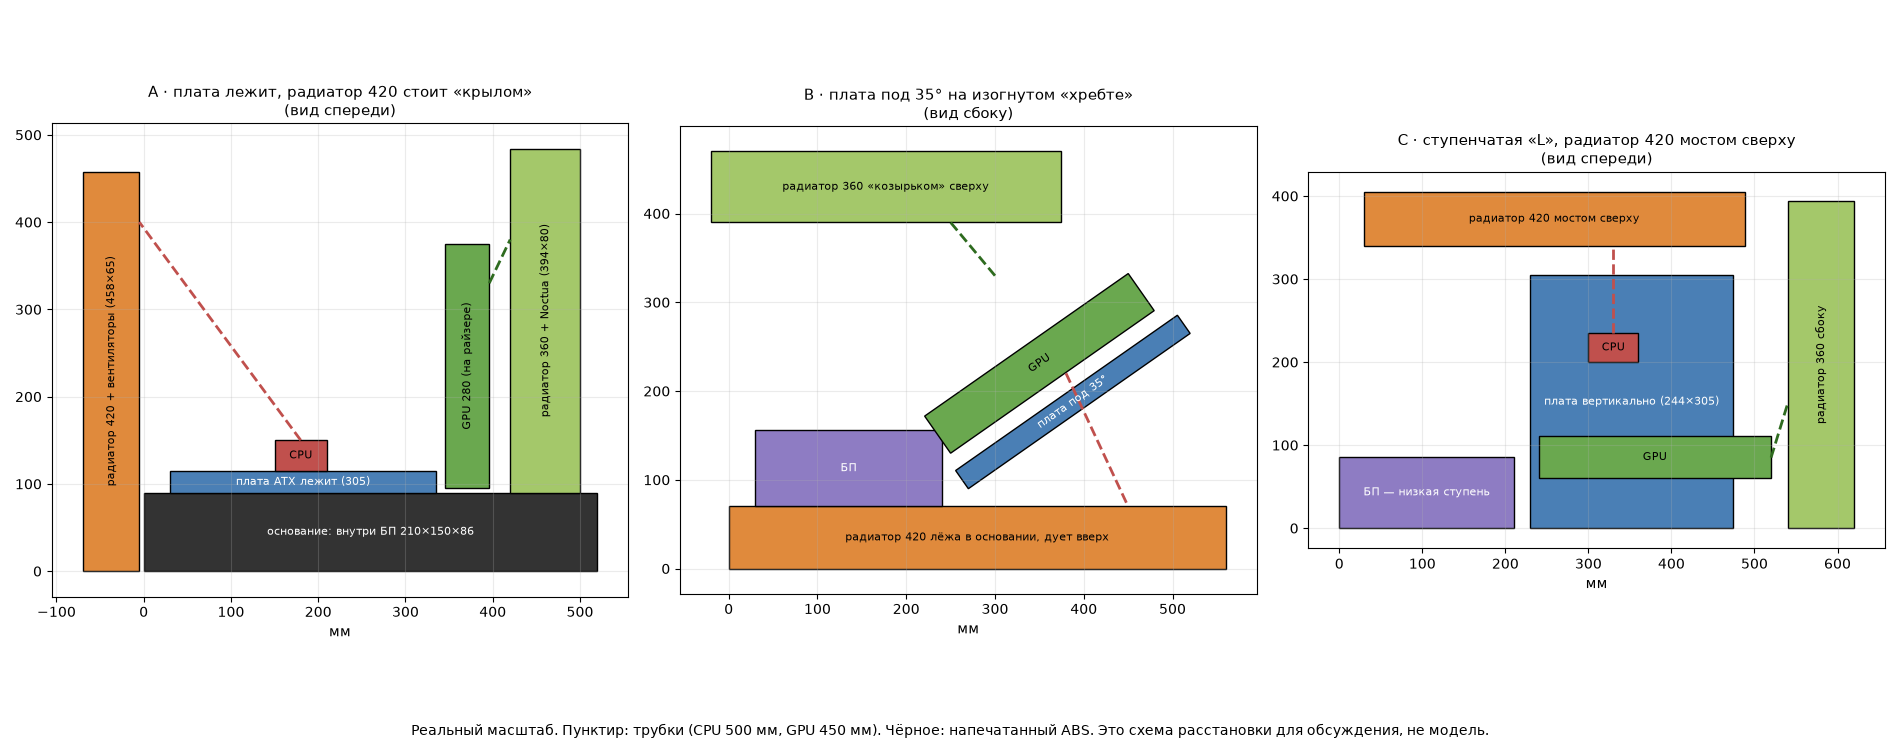 A · плата лежит, радиатор 420 стоит «крылом»
(вид спереди)
500
400
300
200
100
0
−100
0
100
200
300
400
500
мм
радиатор 420 + вентиляторы (458×65)
CPU
плата ATX лежит (305)
основание: внутри БП 210×150×86
GPU 280 (на райзере)
радиатор 360 + Noctua (394×80)
B · плата под 35° на изогнутом «хребте»
(вид сбоку)
400
300
200
100
0
0
100
200
300
400
500
мм
радиатор 360 «козырьком» сверху
GPU
плата под 35°
БП
радиатор 420 лёжа в основании, дует вверх
C · ступенчатая «L», радиатор 420 мостом сверху
(вид спереди)
400
300
200
100
0
0
100
200
300
400
500
600
мм
радиатор 420 мостом сверху
CPU
плата вертикально (244×305)
GPU
БП — низкая ступень
радиатор 360 сбоку
Реальный масштаб. Пунктир: трубки (CPU 500 мм, GPU 450 мм). Чёрное: напечатанный ABS. Это схема расстановки для обсуждения, не модель.